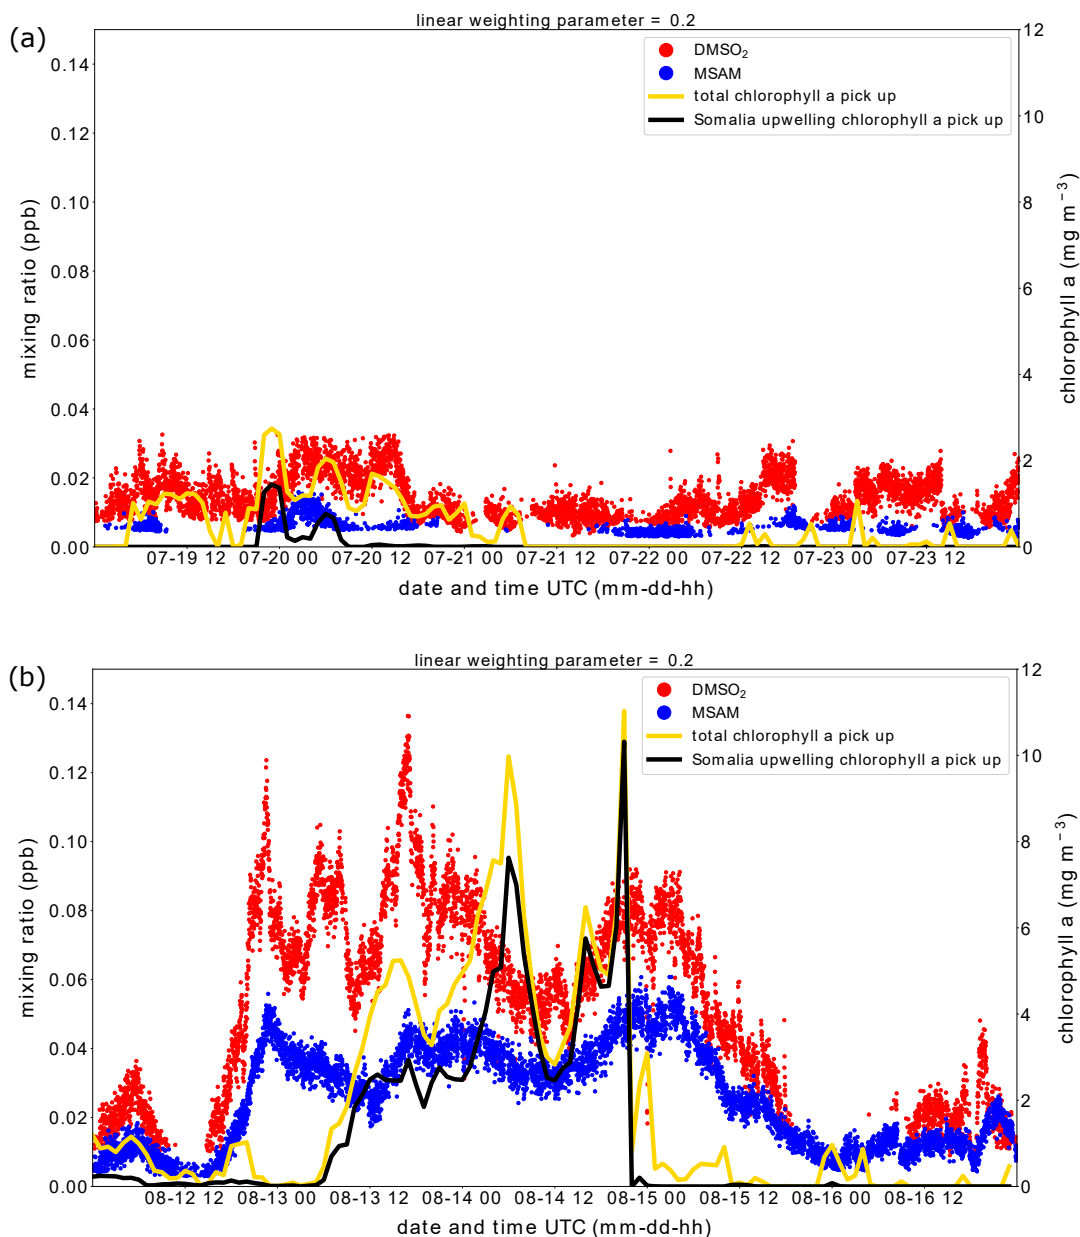 (a)
linear weighting parameter = 0.2
DMSO₂
MSAM
total chlorophyll a pick up
Somalia upwelling chlorophyll a pick up
0.14
0.12
0.10
0.08
0.06
0.04
0.02
0.00
mixing ratio (ppb)
12
10
8
6
4
2
0
chlorophyll a (mg m⁻³)
07-19 12 07-20 00 07-20 12 07-21 00 07-21 12 07-22 00 07-22 12 07-23 00 07-23 12
date and time UTC (mm-dd-hh)
(b)
linear weighting parameter = 0.2
DMSO₂
MSAM
total chlorophyll a pick up
Somalia upwelling chlorophyll a pick up
0.14
0.12
0.10
0.08
0.06
0.04
0.02
0.00
mixing ratio (ppb)
12
10
8
6
4
2
0
chlorophyll a (mg m⁻³)
08-12 12 08-13 00 08-13 12 08-14 00 08-14 12 08-15 00 08-15 12 08-16 00 08-16 12
date and time UTC (mm-dd-hh)